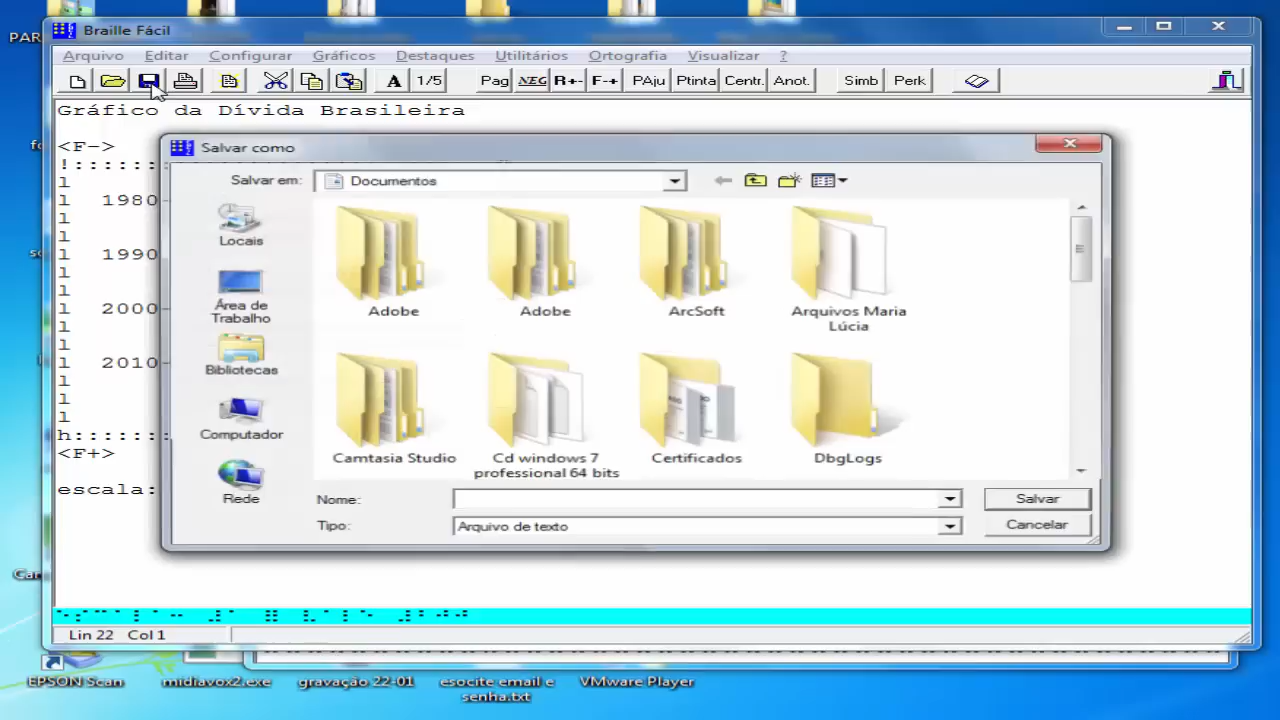 PAR
Braille Fácil
Arquivo Editar Configurar Gráficos Destaques Utilitários Ortografia Visualizar ?
A 1/5 Pag NEG R+- F-+ PAju Ptinta Centr. Anot. Simb Perk
Gráfico da Dívida Brasileira
<F->
!::::::
l
l 1980-
l
l
l 1990
l
l
l 2000
l
l
l 2010-
l
l
l
h:::::::
<F+>
escala:
Salvar como
Salvar em: Documentos
Locais
Área de Trabalho
Bibliotecas
Computador
Rede
Adobe Adobe ArcSoft Arquivos Maria Lúcia
Camtasia Studio Cd windows 7 professional 64 bits Certificados DbgLogs
Nome: Salvar
Tipo: Arquivo de texto Cancelar
Lin 22 Col 1
EPSON Scan midiavox2.exe gravação 22-01 esocite email e senha.txt VMware Player